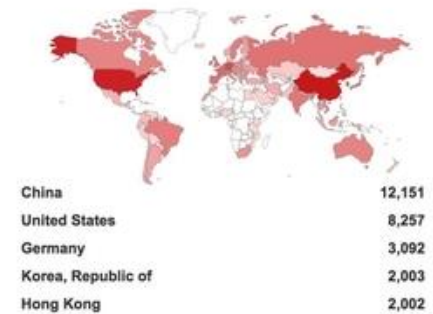 China 12,151
United States 8,257
Germany 3,092
Korea, Republic of 2,003
Hong Kong 2,002